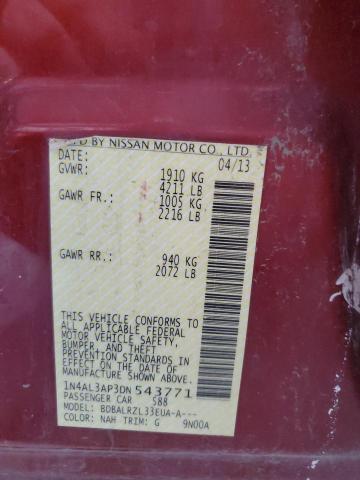 MFD BY NISSAN MOTOR CO., LTD.
DATE: 04/13
GVWR: 1910 KG
4211 LB
GAWR FR: 1005 KG
2216 LB
GAWR RR: 940 KG
2072 LB
THIS VEHICLE CONFORMS TO
ALL APPLICABLE FEDERAL
MOTOR VEHICLE SAFETY,
BUMPER, AND THEFT
PREVENTION STANDARDS IN
EFFECT ON THE DATE OF
MANUFACTURE SHOWN ABOVE.
1N4AL3AP3DN543771
PASSENGER CAR 588
MODEL: BDBALRZL33EUA-A---
COLOR: NAH TRIM: G 9N00A